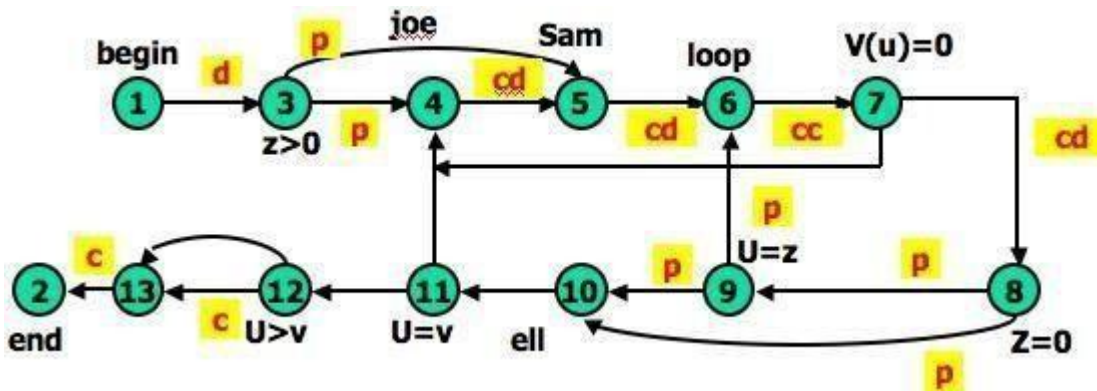 joe
begin
p
Sam
loop
V(u)=0
d
cd
1
3
4
5
6
7
z>0
p
cd
cc
cd
p
U=z
c
p
p
2
13
12
11
10
9
8
c
end
U>v
U=v
ell
Z=0
p